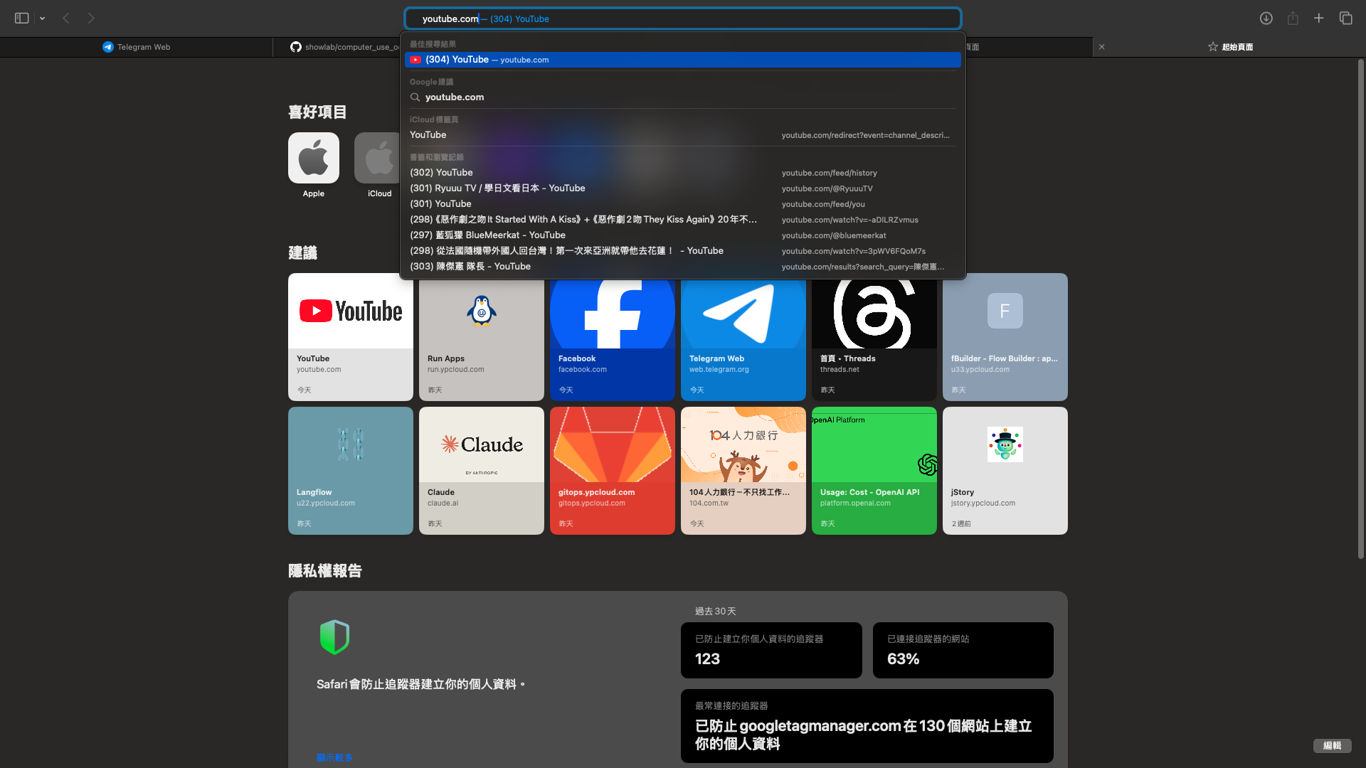 youtube.com — (304) YouTube
Telegram Web
showlab/computer_use_o
頁面
起始頁面
最佳搜尋結果
(304) YouTube — youtube.com
Google 建議
youtube.com
iCloud 標籤頁
YouTube youtube.com/redirect?event=channel_descri...
書籤和瀏覽記錄
(302) YouTube youtube.com/feed/history
(301) Ryuuu TV / 學日文看日本 - YouTube youtube.com/@RyuuuTV
(301) YouTube youtube.com/feed/you
(298)《惡作劇之吻It Started With A Kiss》+《惡作劇2吻They Kiss Again》20年不... youtube.com/watch?v=-aDlLRZvmus
(297) 藍狐獴 BlueMeerkat - YouTube youtube.com/@bluemeerkat
(298) 從法國隨機帶外國人回台灣！第一次來亞洲就帶他去花蓮！ - YouTube youtube.com/watch?v=3pWV6FQoM7s
(303) 陳傑憲 隊長 - YouTube youtube.com/results?search_query=陳傑憲...
喜好項目
Apple
iCloud
建議
YouTube
YouTube
youtube.com
今天
Run Apps
run.ypcloud.com
昨天
Facebook
facebook.com
今天
Telegram Web
web.telegram.org
今天
首頁 • Threads
threads.net
昨天
F
fBuilder - Flow Builder : ap...
u33.ypcloud.com
昨天
Langflow
u22.ypcloud.com
昨天
Claude
BY ANTHROPIC
Claude
claude.ai
昨天
gitops.ypcloud.com
gitops.ypcloud.com
昨天
104人力銀行
104人力銀行－不只找工作...
104.com.tw
今天
OpenAI Platform
Usage: Cost - OpenAI API
platform.openai.com
昨天
jStory
jstory.ypcloud.com
2 週前
隱私權報告
Safari 會防止追蹤器建立你的個人資料。
顯示較多
過去 30 天
已防止建立你個人資料的追蹤器
123
已連接追蹤器的網站
63%
最常連接的追蹤器
已防止 googletagmanager.com 在 130 個網站上建立
你的個人資料
編輯